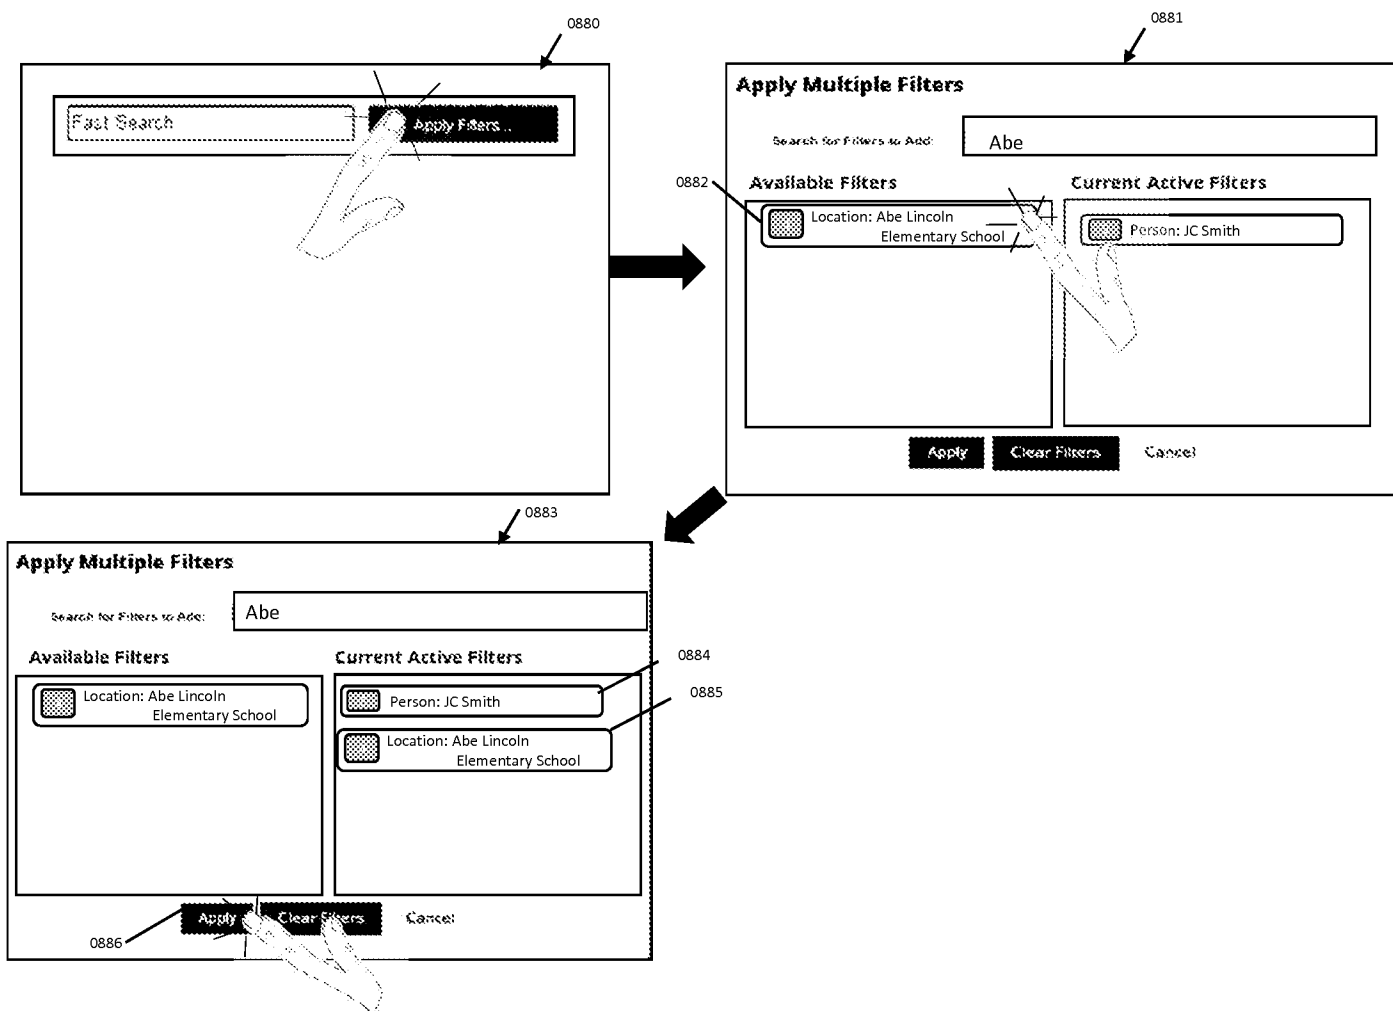 0880
Fast Search
Apply Filters...
0881
Apply Multiple Filters
Search for Filters to Add:
Abe
0882
Available Filters
Current Active Filters
Location: Abe Lincoln
Elementary School
Person: JC Smith
Apply
Clear Filters
Cancel
0883
Apply Multiple Filters
Search for Filters to Add:
Abe
Available Filters
Current Active Filters
0884
0885
Location: Abe Lincoln
Elementary School
Person: JC Smith
Location: Abe Lincoln
Elementary School
Apply
Clear Filters
Cancel
0886